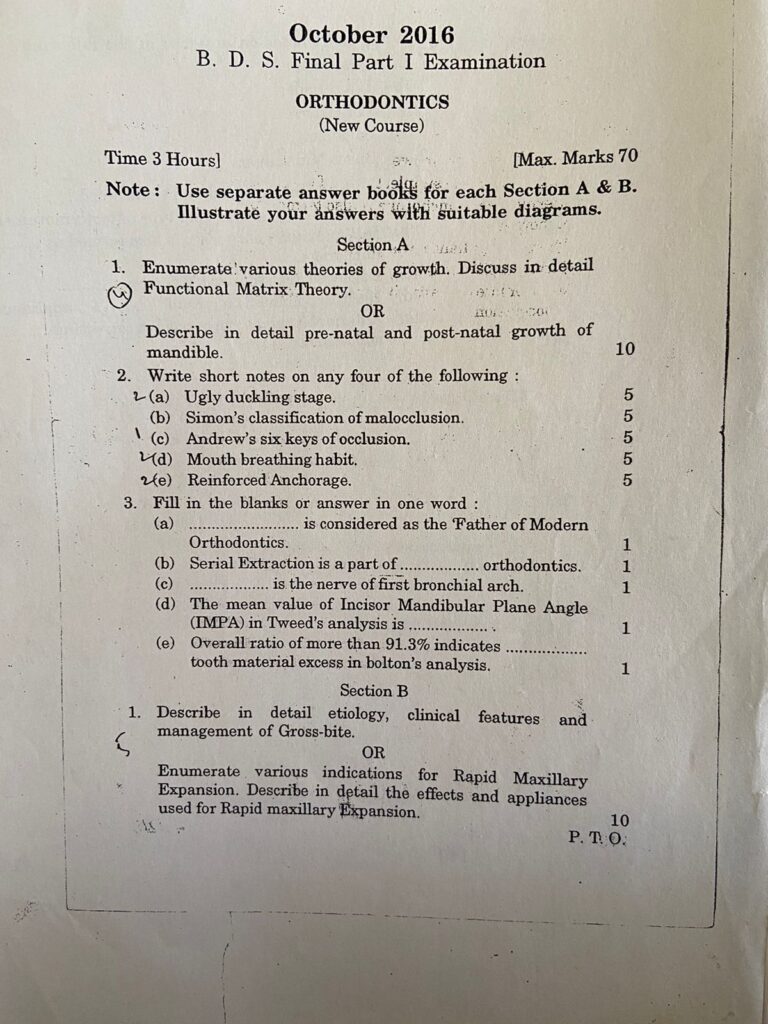 October 2016
B. D. S. Final Part I Examination
ORTHODONTICS
(New Course)
Time 3 Hours] [Max. Marks 70
Note : Use separate answer books for each Section A & B.
Illustrate your answers with suitable diagrams.
Section A
1. Enumerate various theories of growth. Discuss in detail
Functional Matrix Theory.
OR
Describe in detail pre-natal and post-natal growth of
mandible. 10
2. Write short notes on any four of the following :
(a) Ugly duckling stage. 5
(b) Simon's classification of malocclusion. 5
(c) Andrew's six keys of occlusion. 5
(d) Mouth breathing habit. 5
(e) Reinforced Anchorage. 5
3. Fill in the blanks or answer in one word :
(a) ........................ is considered as the 'Father of Modern
Orthodontics. 1
(b) Serial Extraction is a part of ................. orthodontics. 1
(c) ................. is the nerve of first bronchial arch. 1
(d) The mean value of Incisor Mandibular Plane Angle
(IMPA) in Tweed's analysis is ................. . 1
(e) Overall ratio of more than 91.3% indicates .................
tooth material excess in bolton's analysis. 1
Section B
1. Describe in detail etiology, clinical features and
management of Gross-bite.
OR
Enumerate various indications for Rapid Maxillary
Expansion. Describe in detail the effects and appliances
used for Rapid maxillary Expansion. 10
P. T. O.